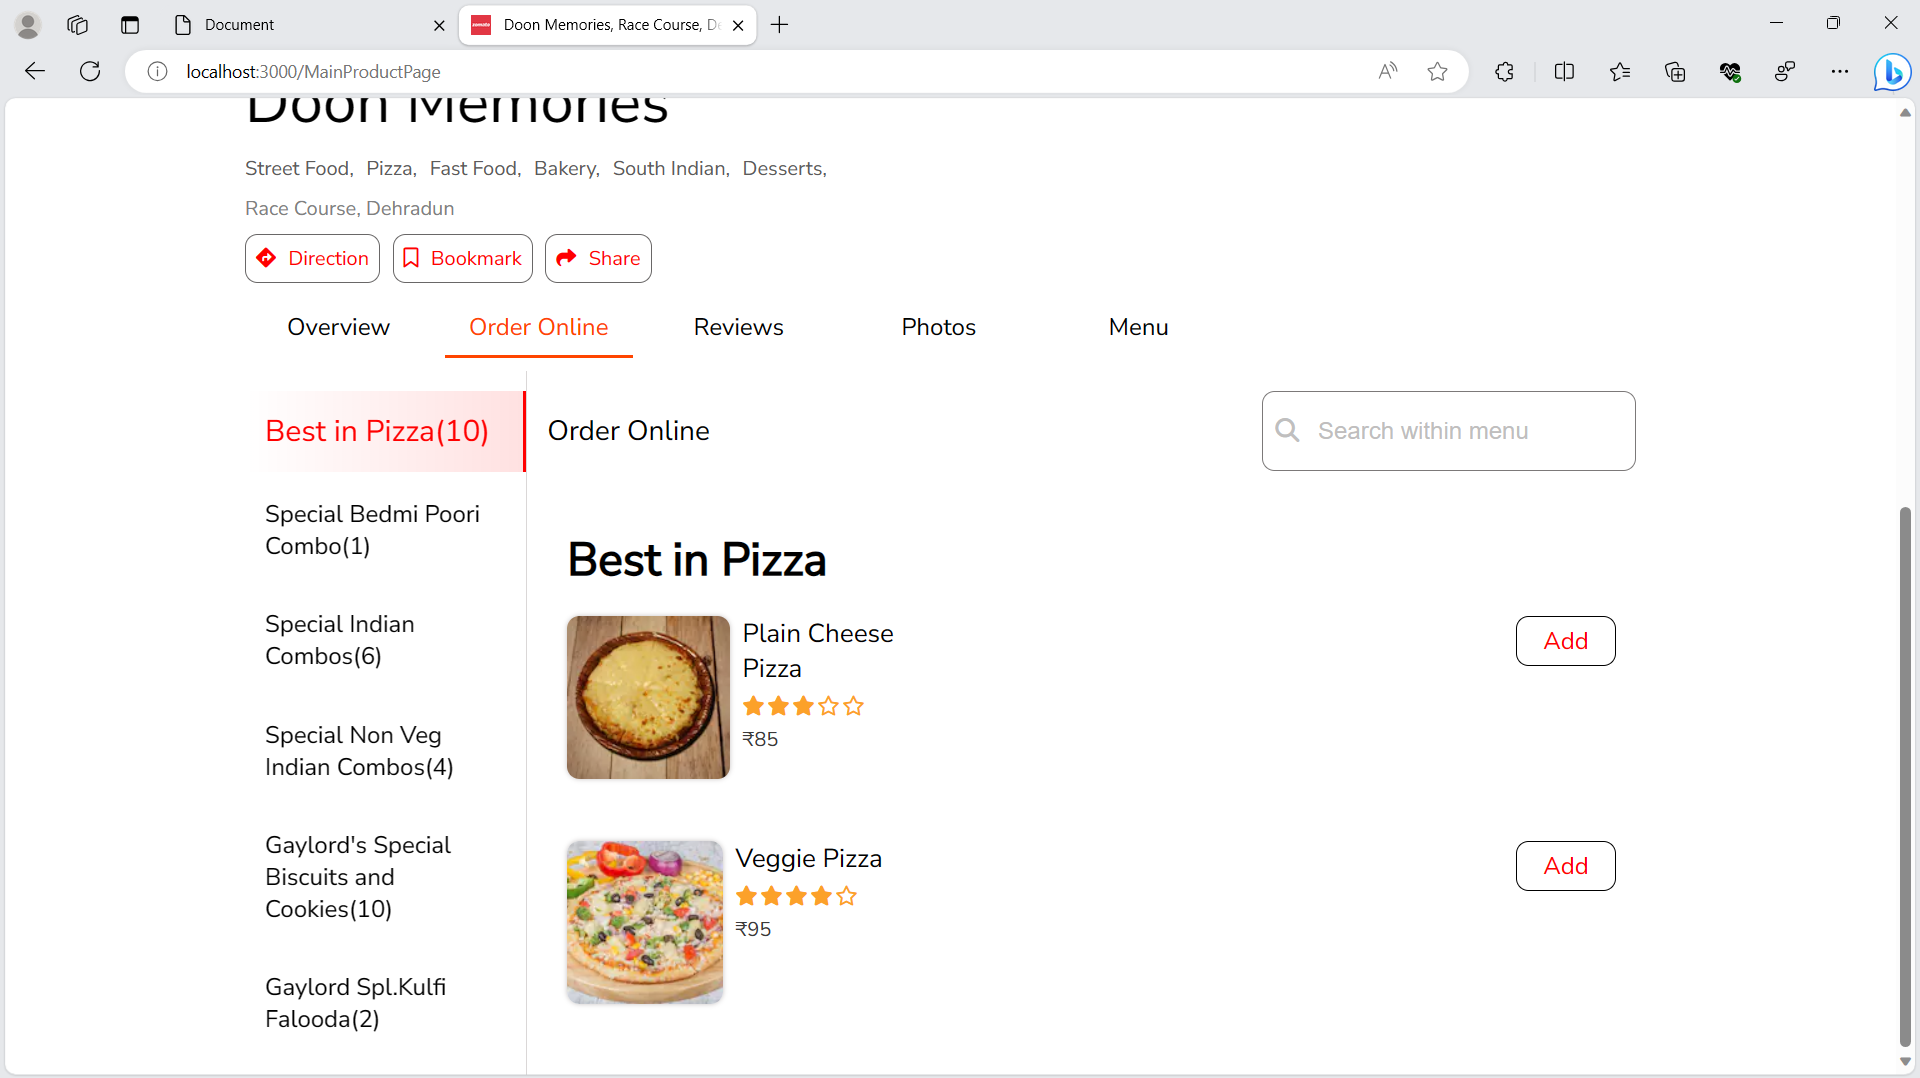 Document
Doon Memories, Race Course, De
localhost:3000/MainProductPage
Doon Memories
Street Food, Pizza, Fast Food, Bakery, South Indian, Desserts,
Race Course, Dehradun
Direction
Bookmark
Share
Overview
Order Online
Reviews
Photos
Menu
Best in Pizza(10)
Order Online
Search within menu
Special Bedmi Poori
Combo(1)
Special Indian
Combos(6)
Special Non Veg
Indian Combos(4)
Gaylord's Special
Biscuits and
Cookies(10)
Gaylord Spl.Kulfi
Falooda(2)
Best in Pizza
Plain Cheese
Pizza
₹85
Add
Veggie Pizza
₹95
Add